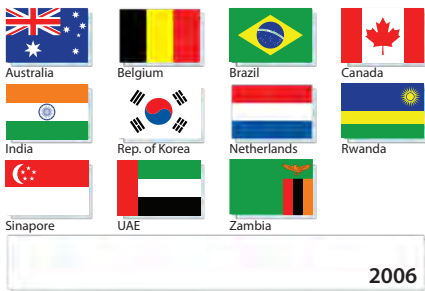 Australia
Belgium
Brazil
Canada
India
Rep. of Korea
Netherlands
Rwanda
Sinapore
UAE
Zambia
2006